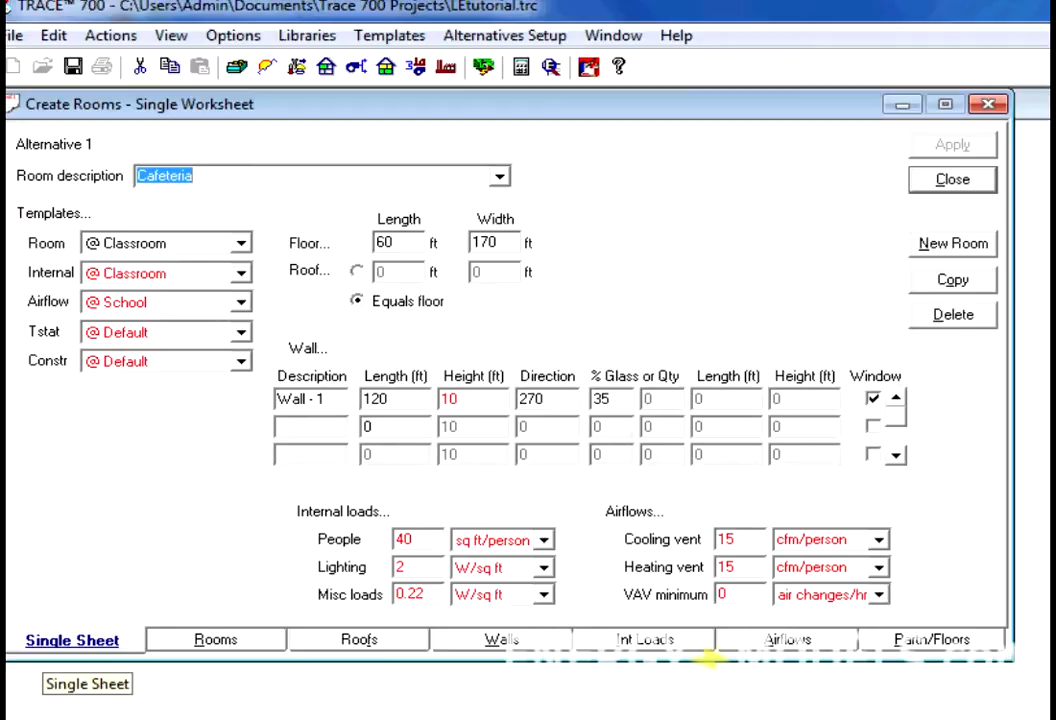 TRACE™ 700 - C:\Users\Admin\Documents\Trace 700 Projects\LEtutorial.trc
ile Edit Actions View Options Libraries Templates Alternatives Setup Window Help
Create Rooms - Single Worksheet
Alternative 1
Apply
Room description Cafeteria
Close
Templates...
Length Width
Room @ Classroom
Floor... 60 ft 170 ft
New Room
Internal @ Classroom
Roof... 0 ft 0 ft
Copy
Airflow @ School
Equals floor
Delete
Tstat @ Default
Wall...
Constr @ Default
Description Length (ft) Height (ft) Direction % Glass or Qty Length (ft) Height (ft) Window
Wall - 1 120 10 270 35 0 0 0
0 10 0 0 0 0 0
0 10 0 0 0 0 0
Internal loads... Airflows...
People 40 sq ft/person Cooling vent 15 cfm/person
Lighting 2 W/sq ft Heating vent 15 cfm/person
Misc loads 0.22 W/sq ft VAV minimum 0 air changes/hr
Single Sheet Rooms Roofs Walls Int Loads Airflows Partn/Floors
Single Sheet